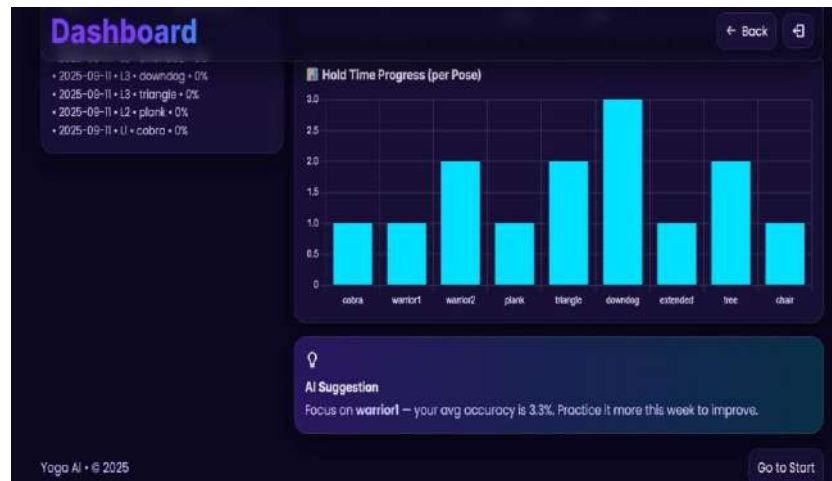 Dashboard
← Back
• 2025-09-11 • L3 • downdog • 0%
• 2025-09-11 • L3 • triangle • 0%
• 2025-09-11 • L2 • plank • 0%
• 2025-09-11 • L1 • cobra • 0%
Hold Time Progress (per Pose)
3.0
2.5
2.0
1.5
1.0
0.5
0
cobra warrior1 warrior2 plank triangle downdog extended tree chair
AI Suggestion
Focus on warrior1 — your avg accuracy is 3.3%. Practice it more this week to improve.
Yoga AI • © 2025
Go to Start